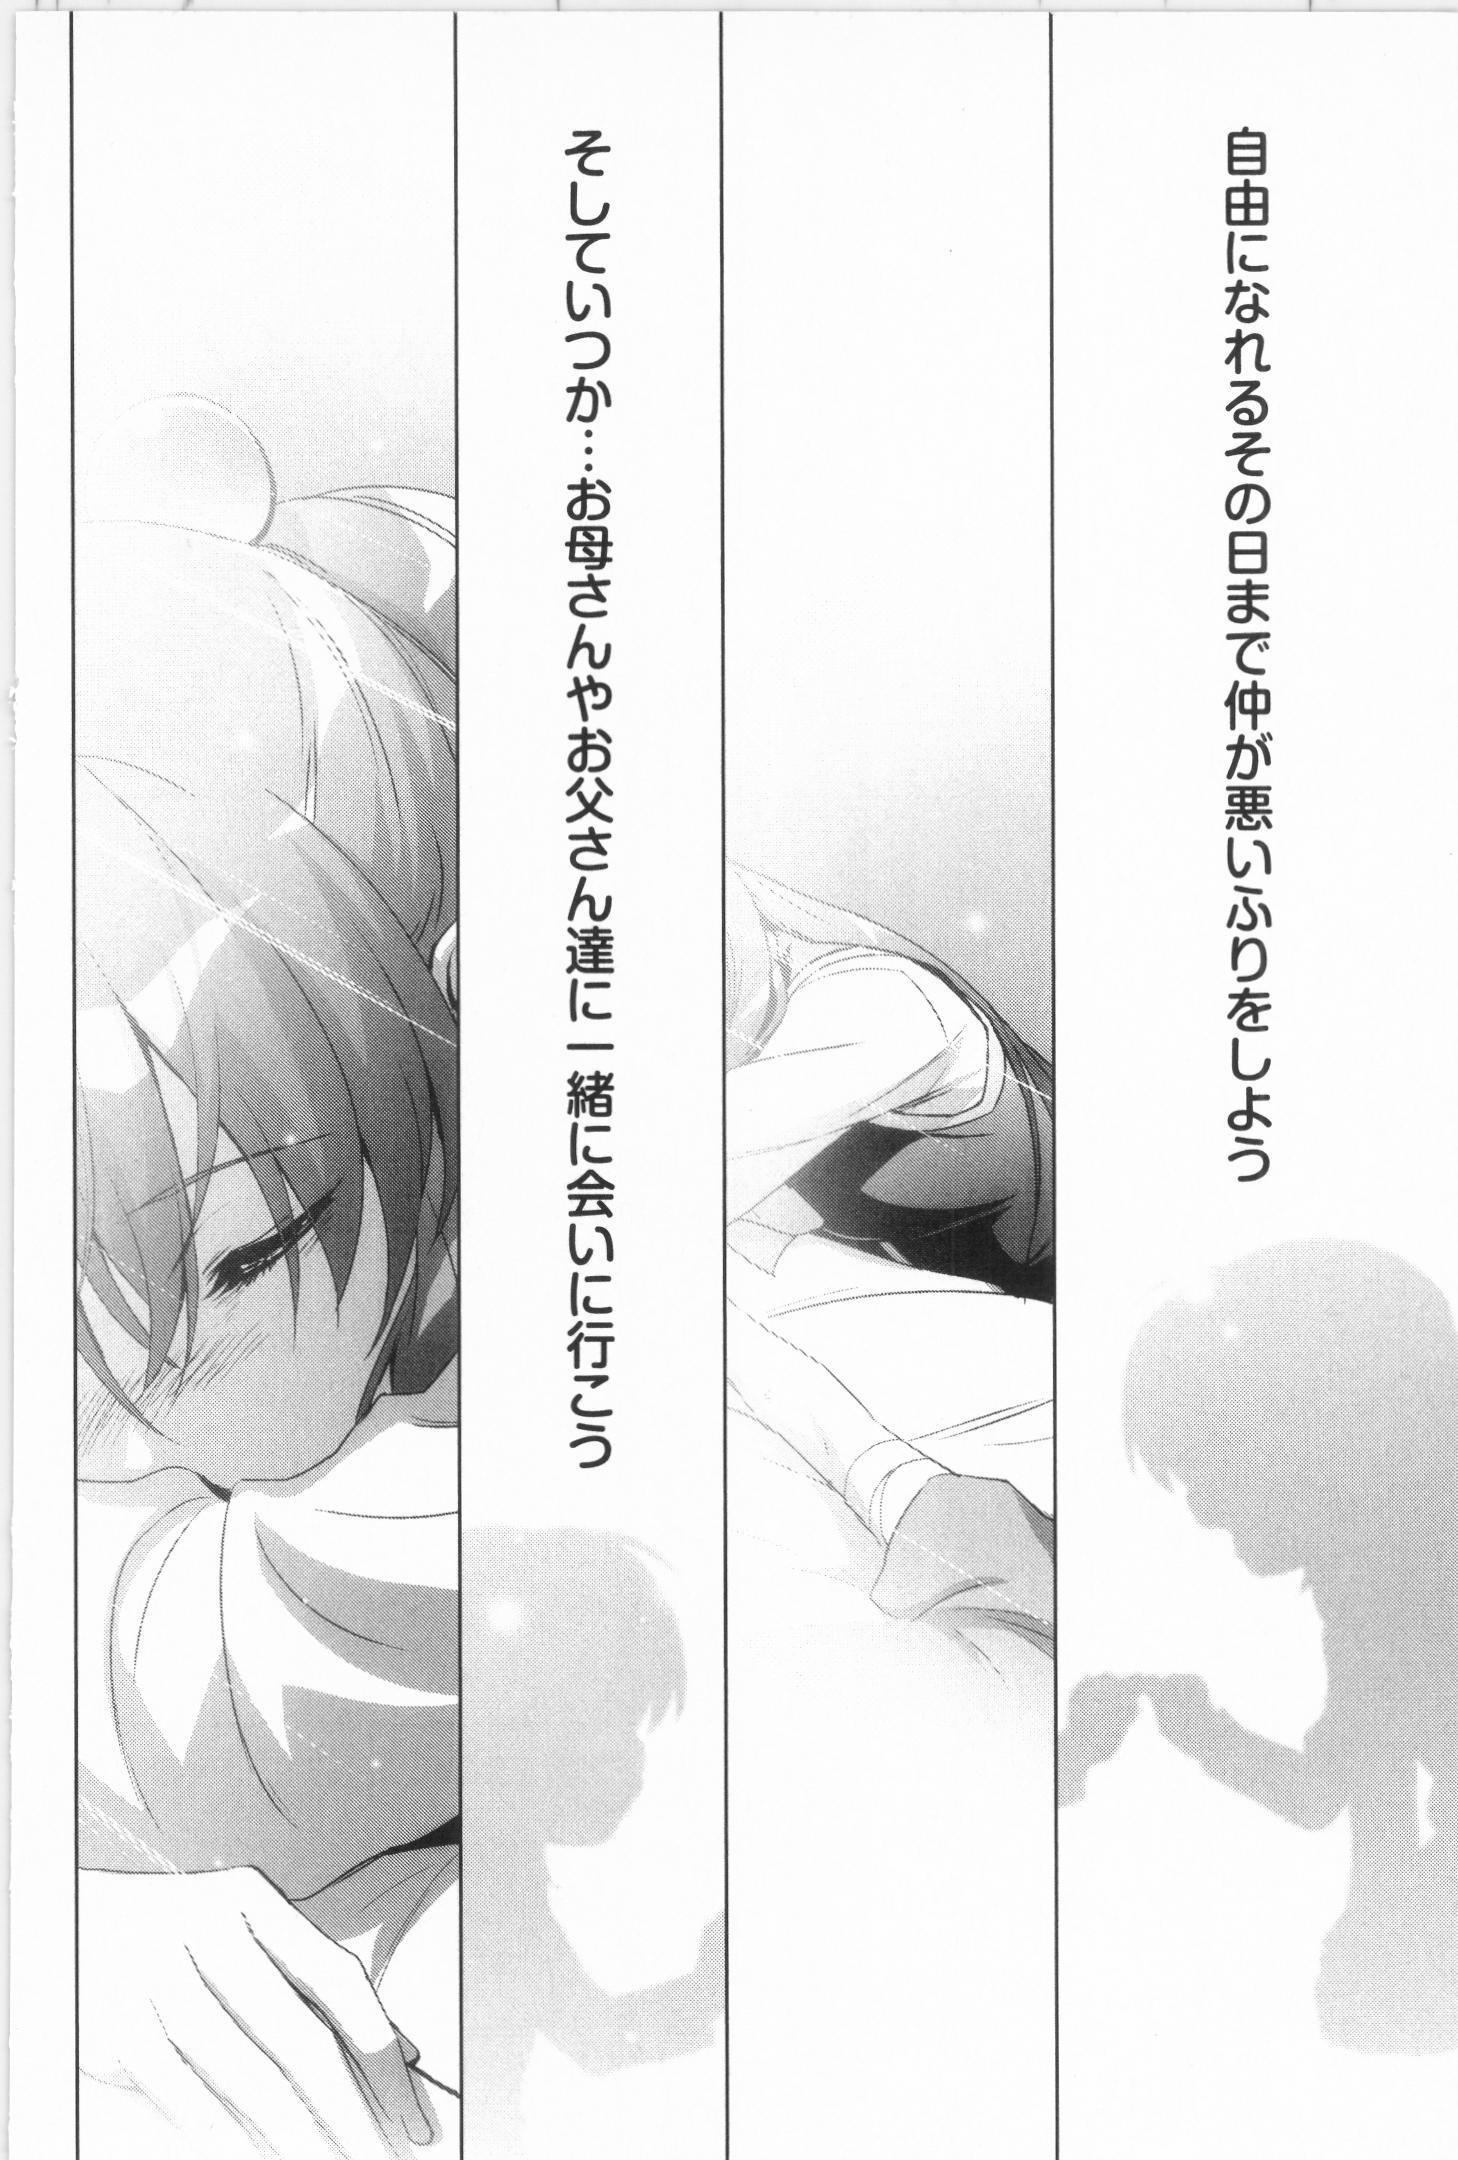 自由になれるその日まで仲が悪いふりをしよう
そしていつか…お母さんやお父さん達に一緒に会いに行こう